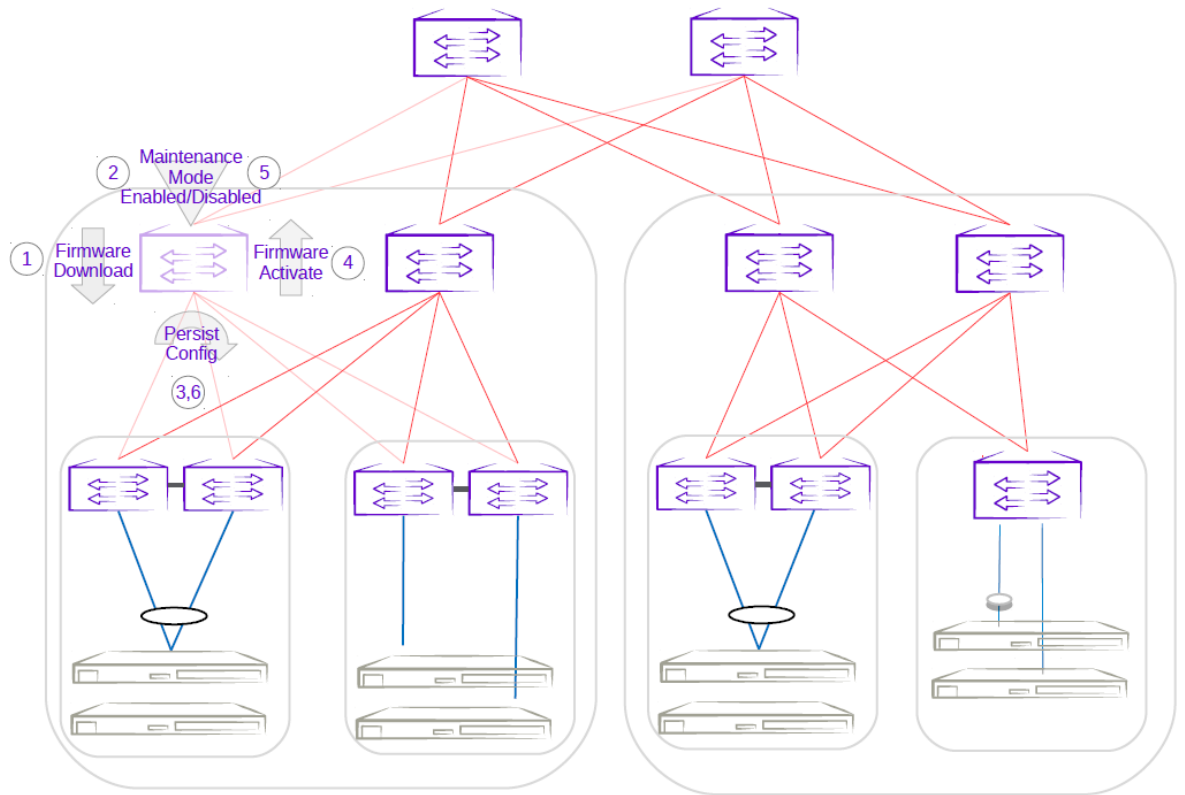 2
Maintenance
Mode
Enabled/Disabled
5
1
Firmware
Download
Firmware
Activate
4
Persist
Config
3,6